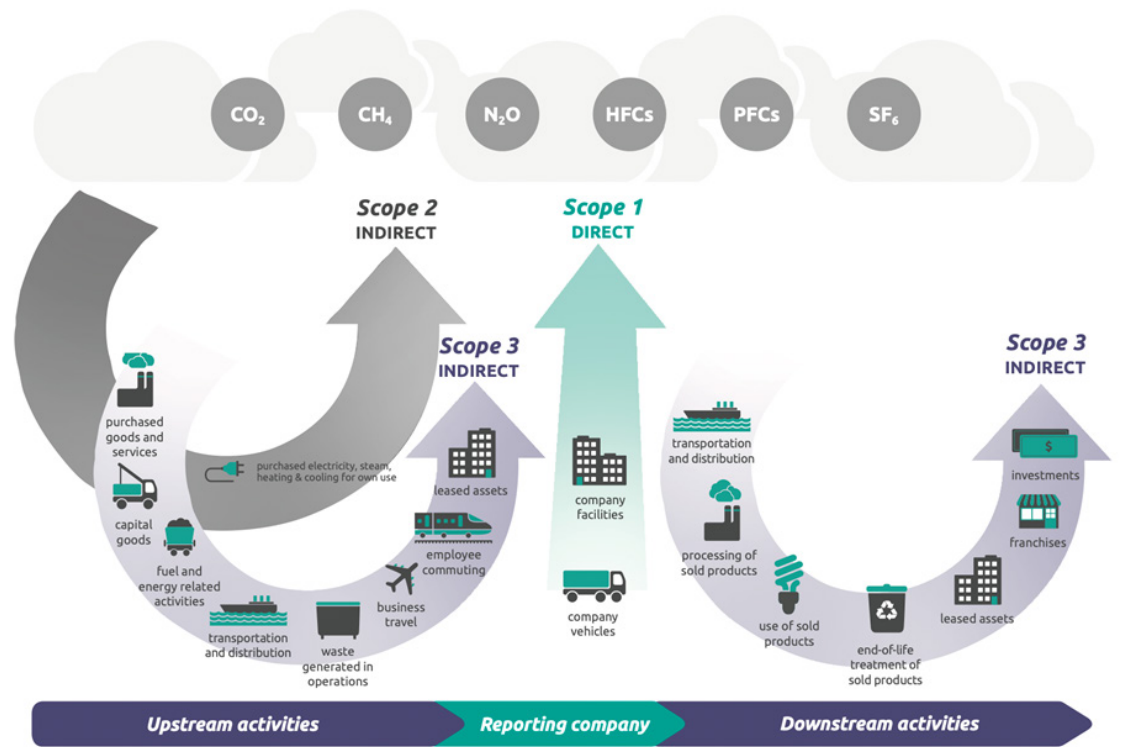 CO₂
CH₄
N₂O
HFCs
PFCs
SF₆
Scope 2
INDIRECT
Scope 1
DIRECT
Scope 3
INDIRECT
Scope 3
INDIRECT
purchased
goods and
services
capital
goods
fuel and
energy related
activities
purchased electricity, steam,
heating & cooling for own use
transportation
and distribution
waste
generated in
operations
business
travel
employee
commuting
leased assets
company
facilities
company
vehicles
transportation
and distribution
processing of
sold products
use of sold
products
end-of-life
treatment of
sold products
leased assets
franchises
$
investments
Upstream activities
Reporting company
Downstream activities